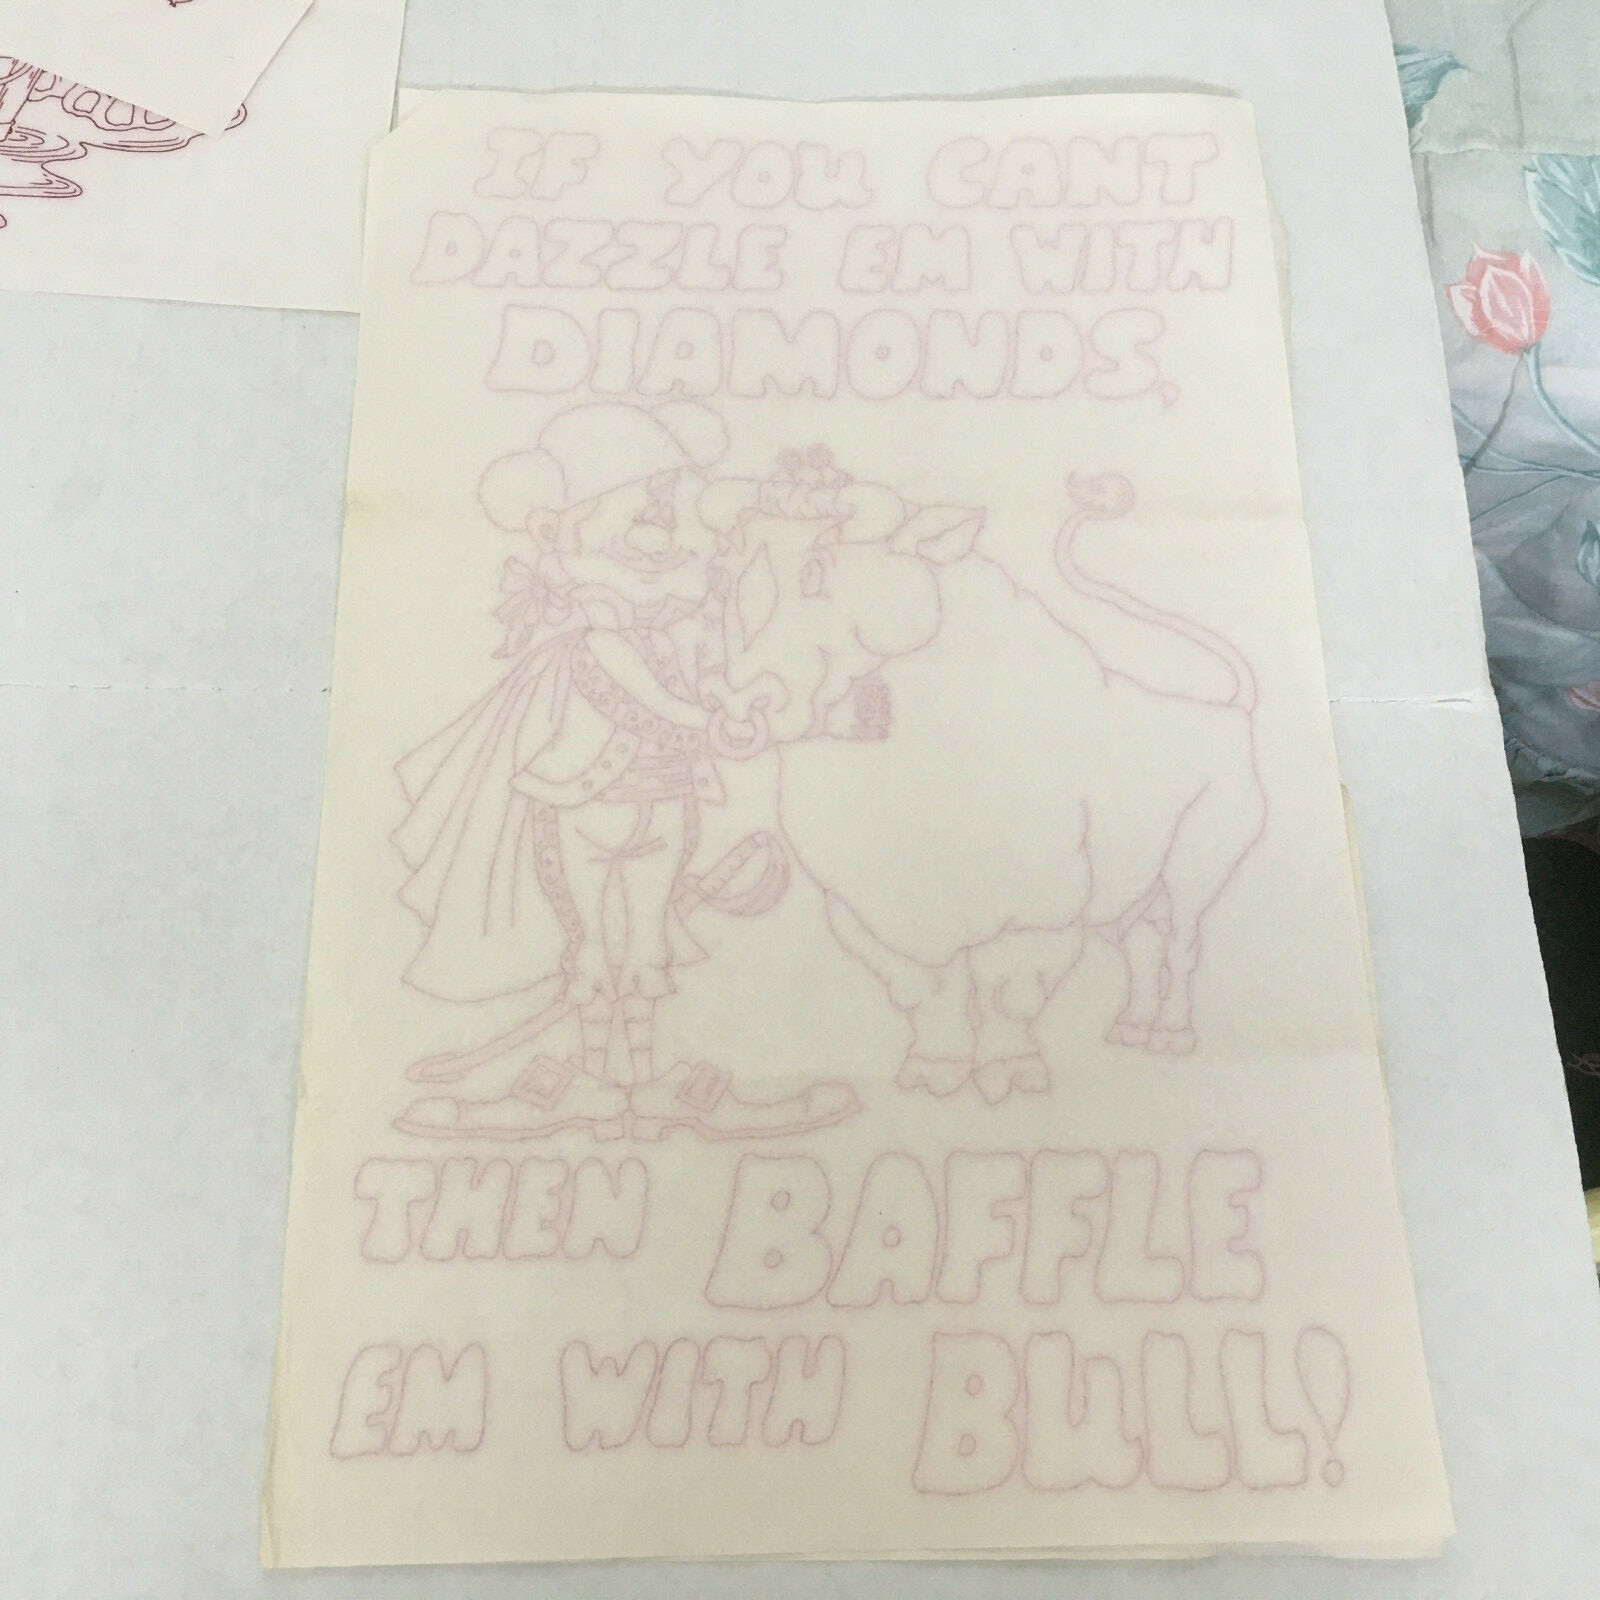 IF YOU CANT
DAZZLE EM WITH
DIAMONDS,
THEN BAFFLE
EM WITH BULL!